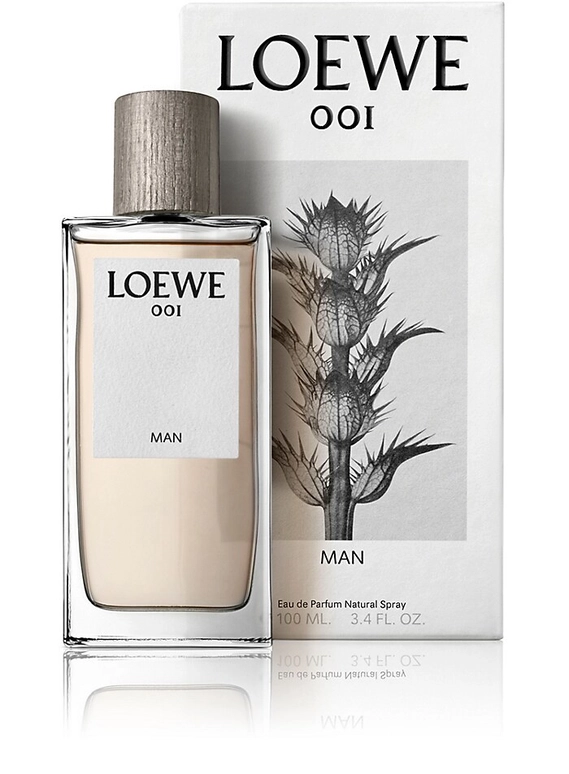 LOEWE
001
MAN
LOEWE
001
MAN
Eau de Parfum Natural Spray
100 ML. 3.4 FL. OZ.